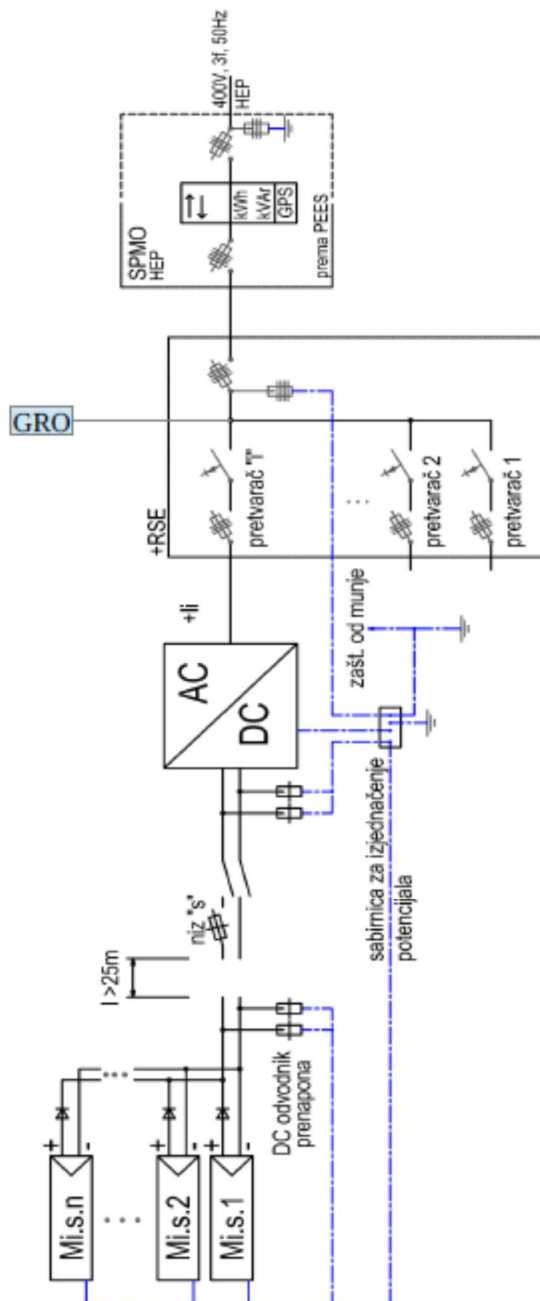 400V, 3f, 50Hz
HEP
SPMO
HEP
kWh
kVAr
GPS
prema PEES
GRO
+RSE
pretvarač "i"
pretvarač 2
pretvarač 1
+Ii
AC
DC
zašt. od munje
sabirnica za izjednačenje
potencijala
niz "s"
l >25m
DC odvodnik
prenapona
+
-
+
-
+
-
Mi.s.n
Mi.s.2
Mi.s.1